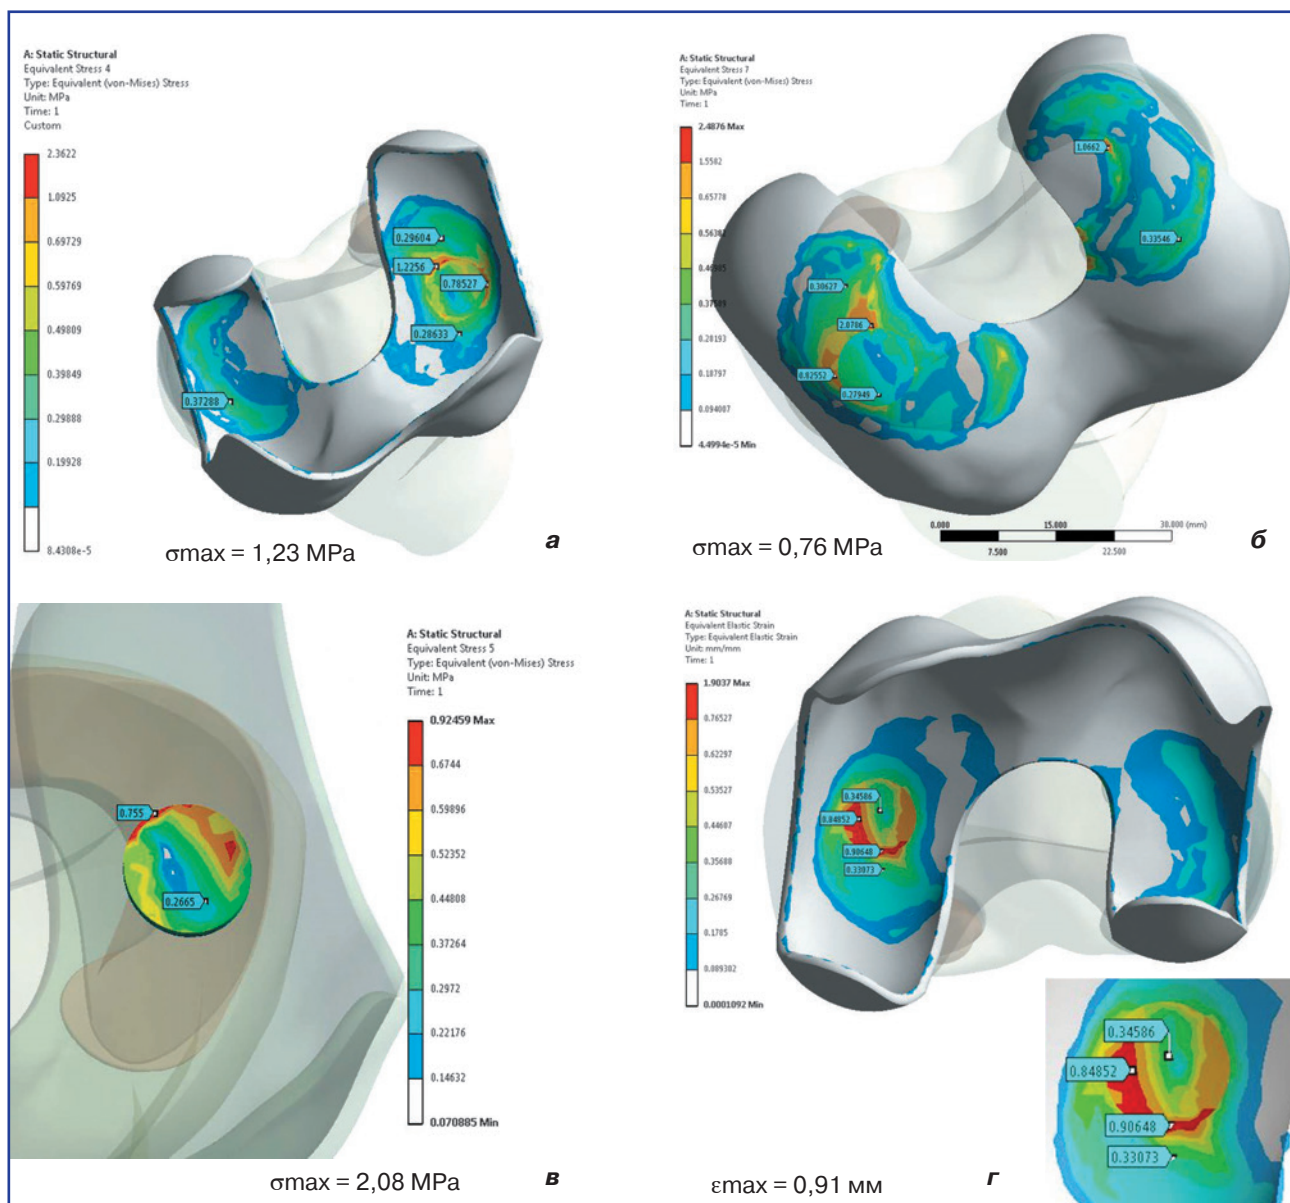 A: Static Structural
Equivalent Stress 4
Type: Equivalent (von-Mises) Stress
Unit: MPa
Time: 1
Custom
2.3622
1.0925
0.69729
0.59769
0.49809
0.39849
0.29888
0.19928
8.4308e-5
0.29604
1.2256
0.78527
0.28633
0.37288
σmax = 1,23 MPa
а
A: Static Structural
Equivalent Stress 7
Type: Equivalent (von-Mises) Stress
Unit: MPa
Time: 1
2.4876 Max
1.5582
0.65778
0.28193
0.18797
0.094007
4.4994e-5 Min
1.0662
0.33546
0.30627
2.0786
0.82552
0.27949
0.000
15.000
30.000 (mm)
7.500
22.500
σmax = 0,76 MPa
б
A: Static Structural
Equivalent Stress 5
Type: Equivalent (von-Mises) Stress
Unit: MPa
Time: 1
0.92459 Max
0.6744
0.59896
0.52352
0.44808
0.37264
0.2972
0.22176
0.14632
0.070885 Min
0.755
0.2665
σmax = 2,08 MPa
в
A: Static Structural
Equivalent Elastic Strain
Type: Equivalent Elastic Strain
Unit: mm/mm
Time: 1
1.9037 Max
0.76527
0.62297
0.53527
0.44607
0.35688
0.26769
0.1785
0.089302
0.0001092 Min
0.34586
0.84852
0.90648
0.33073
0.34586
0.84852
0.90648
0.33073
εmax = 0,91 мм
г